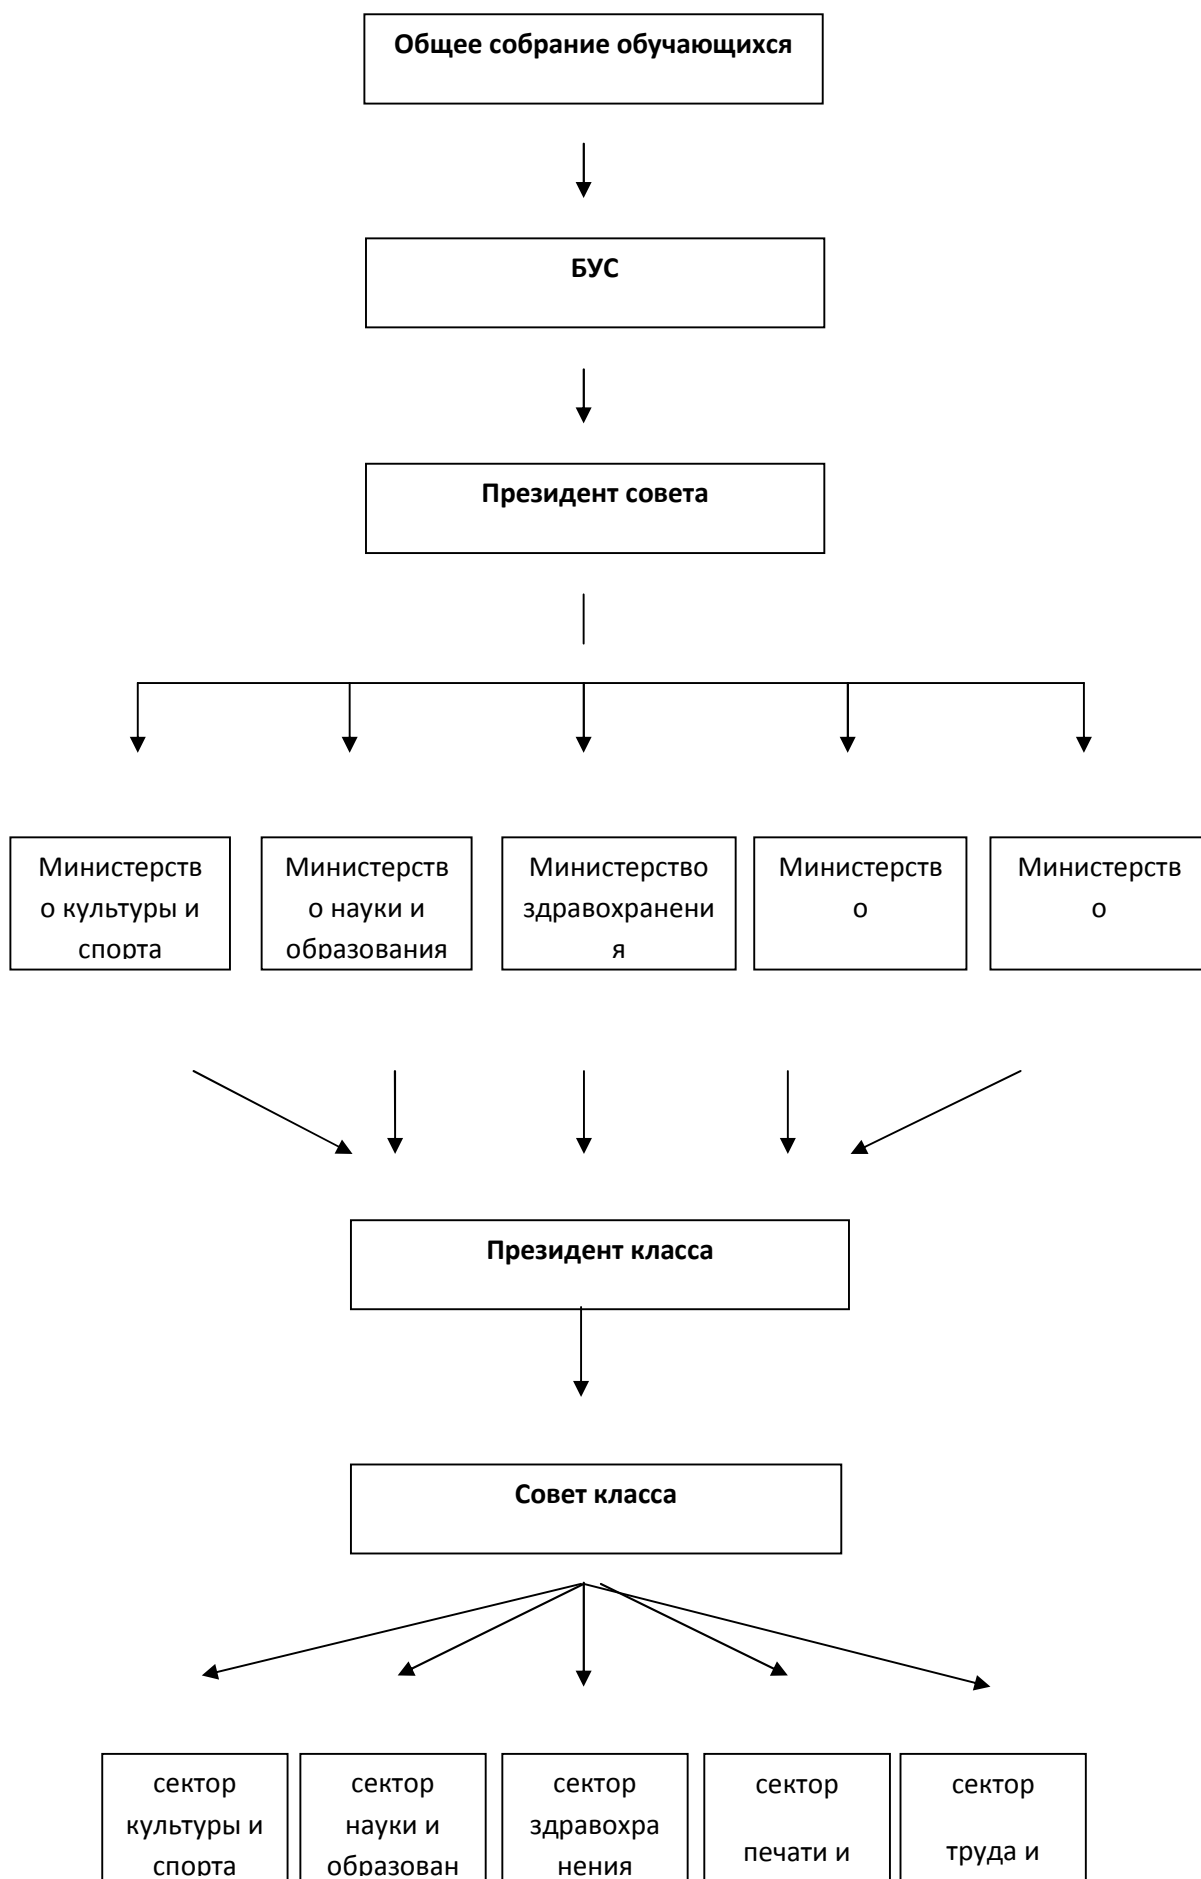 Общее собрание обучающихся
БУС
Президент совета
Министерств
о культуры и
спорта
Министерств
о науки и
образования
Министерство
здравохранени
я
Министерств
о
Министерств
о
Президент класса
Совет класса
сектор
культуры и
спорта
сектор
науки и
образован
сектор
здравохра
нения
сектор
печати и
сектор
труда и